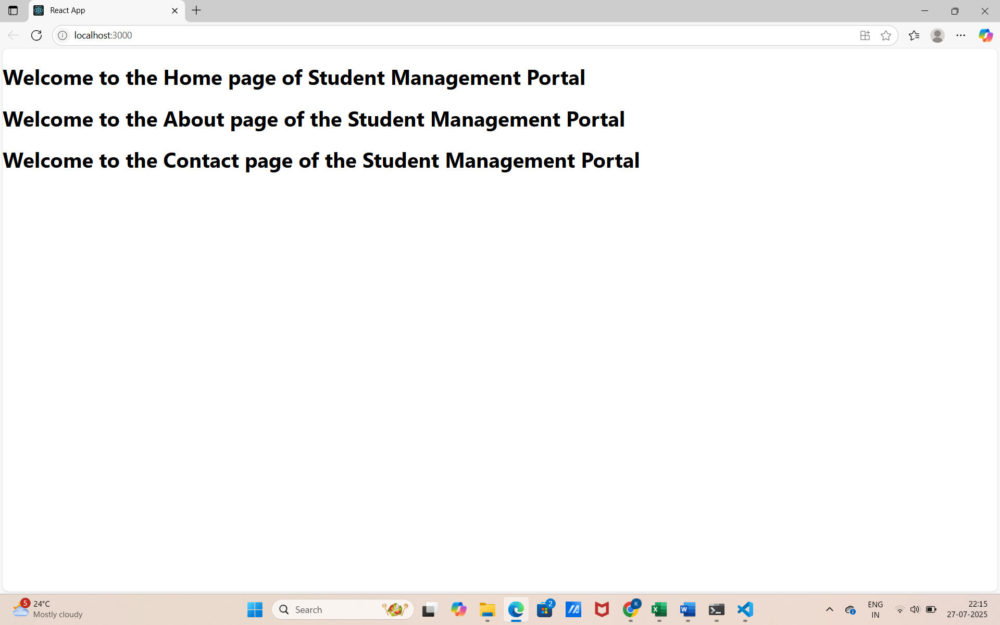 React App
localhost:3000
Welcome to the Home page of Student Management Portal
Welcome to the About page of the Student Management Portal
Welcome to the Contact page of the Student Management Portal
5
24°C
Mostly cloudy
Search
2
K
X
W
ENG
IN
22:15
27-07-2025